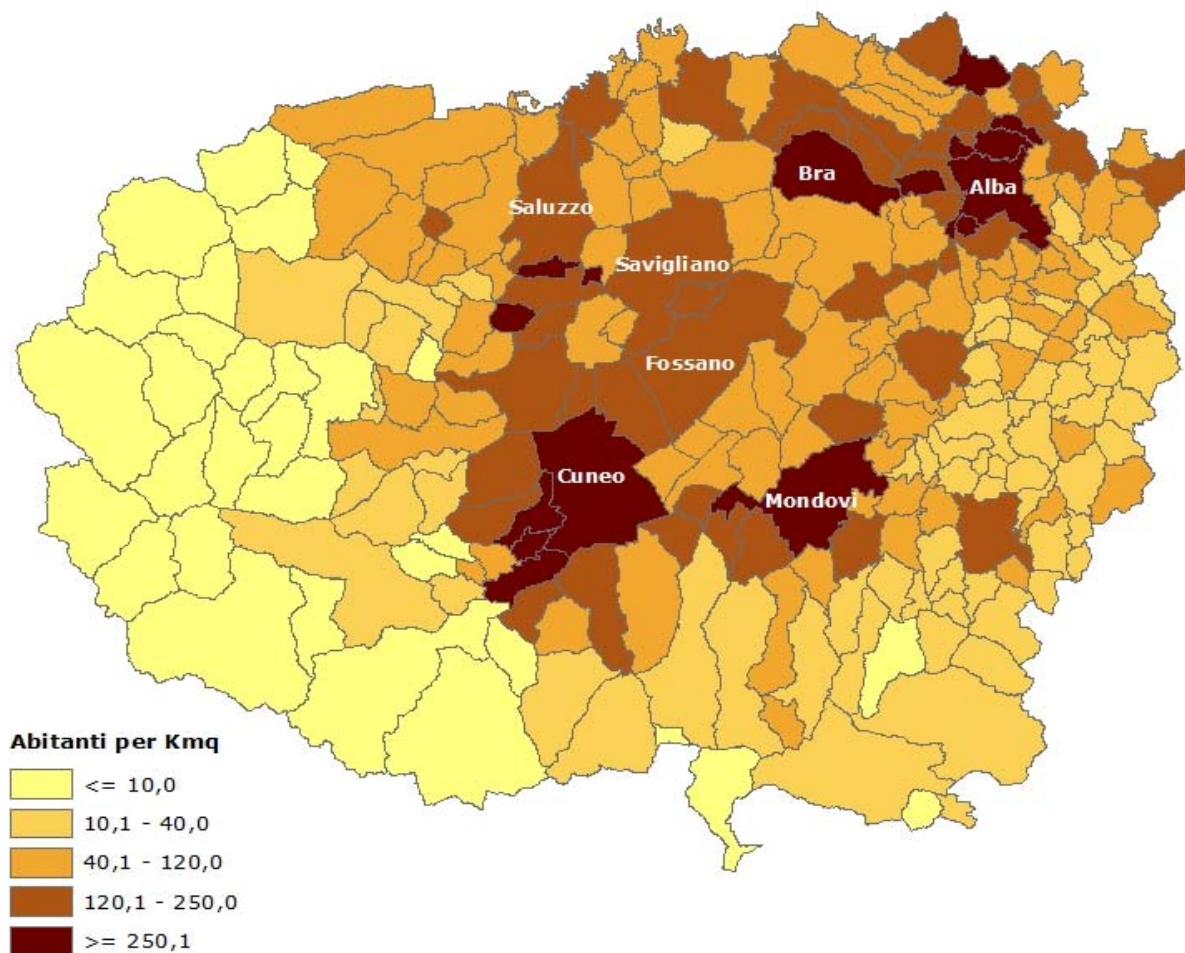 Bra
Alba
Saluzzo
Savigliano
Fossano
Cuneo
Mondovì
Abitanti per Kmq
<= 10,0
10,1 - 40,0
40,1 - 120,0
120,1 - 250,0
>= 250,1